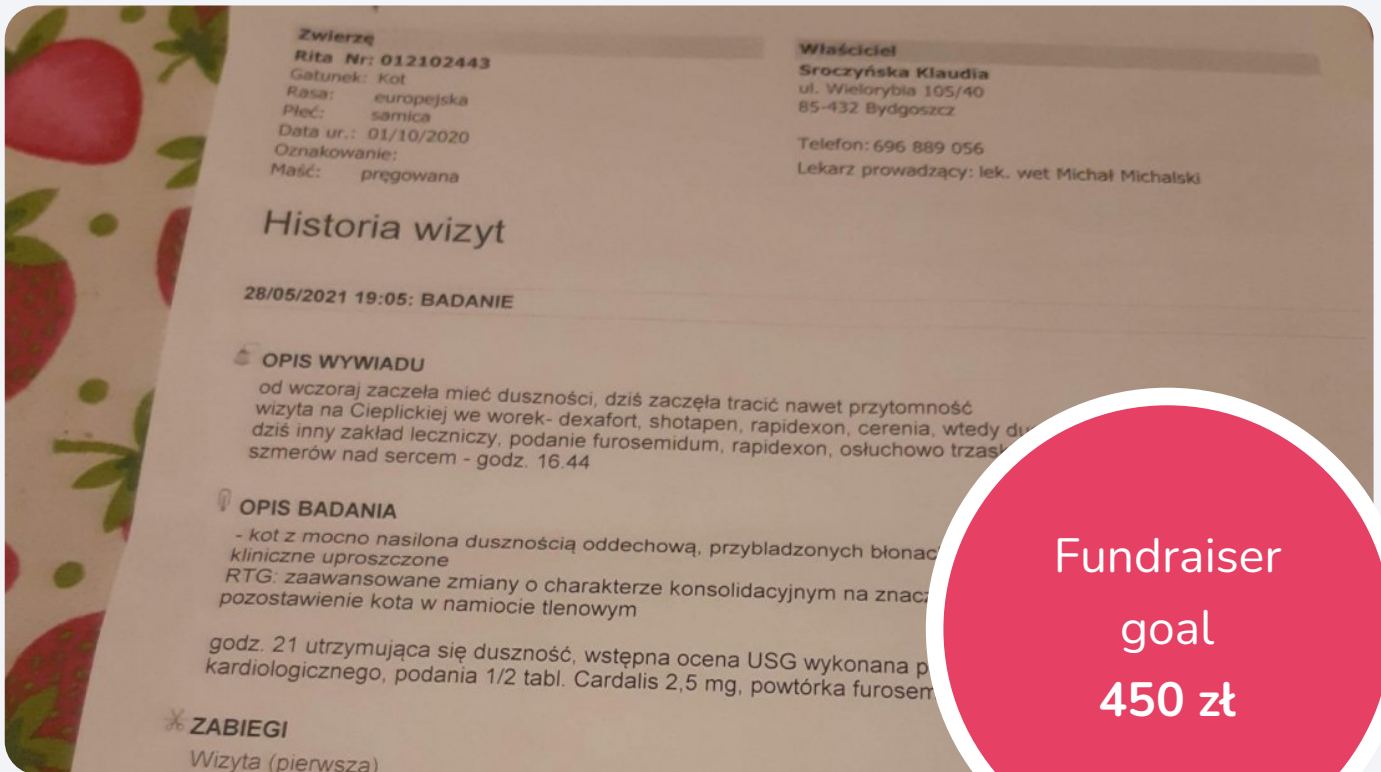 Zwierzę
Rita Nr: 012102443
Gatunek: Kot
Rasa: europejska
Płeć: samica
Data ur.: 01/10/2020
Oznakowanie:
Maść: pręgowana
Właściciel
Sroczyńska Klaudia
ul. Wielorybia 105/40
85-432 Bydgoszcz
Telefon: 696 889 056
Lekarz prowadzący: lek. wet Michał Michalski
Historia wizyt
28/05/2021 19:05: BADANIE
OPIS WYWIADU
od wczoraj zaczeła mieć duszności, dziś zaczęła tracić nawet przytomność
wizyta na Cieplickiej we worek- dexafort, shotapen, rapidexon, cerenia, wtedy
dziś inny zakład leczniczy, podanie furosemidum, rapidexon, osłuchowo
szmerów nad sercem - godz. 16.44
OPIS BADANIA
- kot z mocno nasilona dusznością oddechową, przybladzonych
kliniczne uproszczone
RTG: zaawansowane zmiany o charakterze konsolidacyjnym na
pozostawienie kota w namiocie tlenowym
godz. 21 utrzymująca się duszność, wstępna ocena USG wykonana
kardiologicznego, podania 1/2 tabl. Cardalis 2,5 mg, powtórka
ZABIEGI
Wizyta (pierwsza)
Fundraiser
goal
450 zł